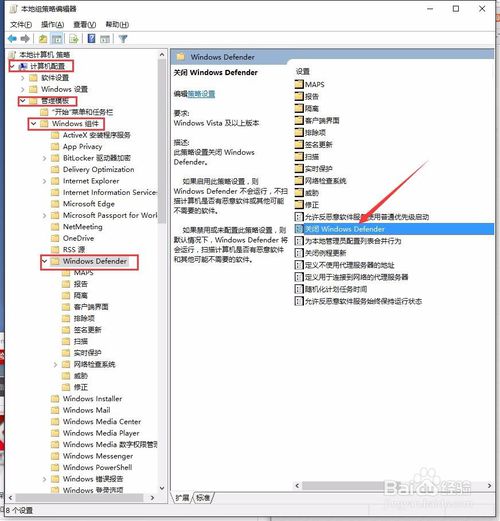 本地组策略编辑器
文件(F) 操作(A) 查看(V) 帮助(H)
本地计算机 策略
计算机配置
软件设置
Windows 设置
管理模板
"开始"菜单和任务栏
Windows 组件
ActiveX 安装程序服务
App Privacy
BitLocker 驱动器加密
Delivery Optimization
Internet Explorer
Internet Information Services
Microsoft Edge
Microsoft Passport for Work
NetMeeting
OneDrive
RSS 源
Windows Defender
MAPS
报告
隔离
客户端界面
排除项
签名更新
扫描
实时保护
网络检查系统
威胁
修正
Windows Installer
Windows Mail
Windows Media Center
Windows Media Player
Windows Media 数字权限管理
Windows Messenger
Windows PowerShell
Windows 错误报告
Windows 登录选项
8 个设置
Windows Defender
关闭 Windows Defender
编辑策略设置
要求:
Windows Vista 及以上版本
描述:
此策略设置关闭 Windows
Defender。
如果启用此策略设置，则
Windows Defender 不会运行，不扫
描计算机是否有恶意软件或其他可能
不需要的软件。
如果禁用或未配置此策略设置，则
默认情况下，Windows Defender 将
会运行，扫描计算机是否有恶意软件
和其他可能不需要的软件。
设置
MAPS
报告
隔离
客户端界面
排除项
签名更新
扫描
实时保护
网络检查系统
威胁
修正
允许反恶意软件服务使用普通优先级启动
关闭 Windows Defender
为本地管理员配置列表合并行为
关闭例程更新
定义不使用代理服务器的地址
定义用于连接到网络的代理服务器
随机化计划任务时间
允许反恶意软件服务始终保持运行状态
扩展 标准
Baidu 经验
jingyan.baidu.com